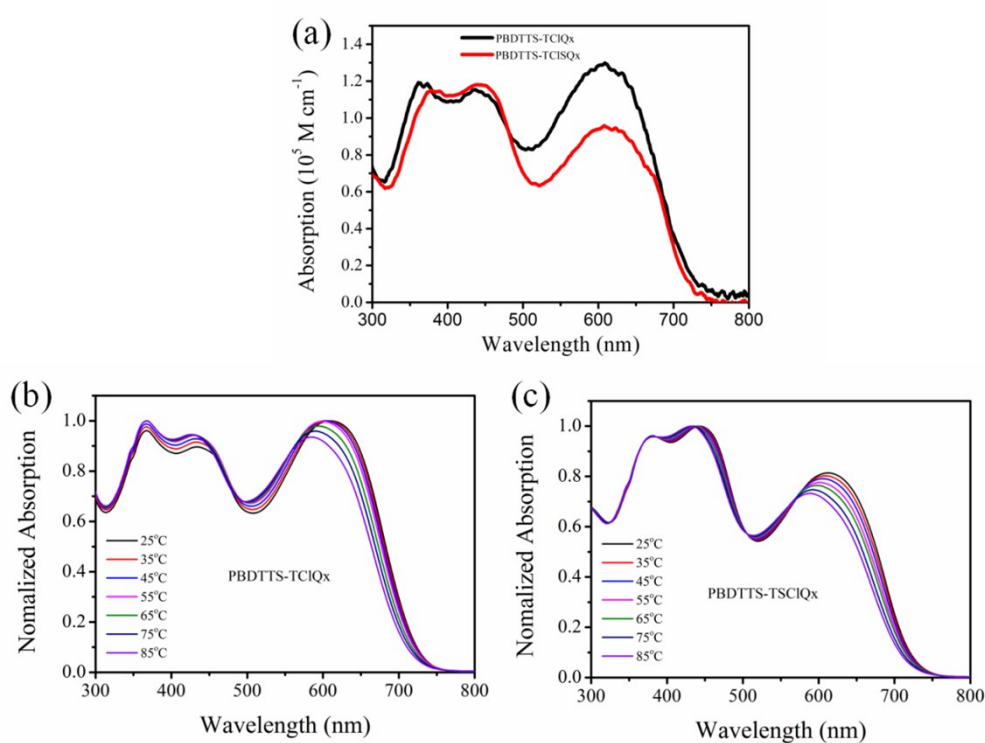 (a)
PBDTTS-TClQx
PBDTTS-TClSQx
Absorption (10⁵ M cm⁻¹)
1.4
1.2
1.0
0.8
0.6
0.4
0.2
0.0
300 400 500 600 700 800
Wavelength (nm)
(b)
Nomalized Absorption
1.0
0.8
0.6
0.4
0.2
0.0
25°C
35°C
45°C
55°C
65°C
75°C
85°C
PBDTTS-TClQx
300 400 500 600 700 800
Wavelength (nm)
(c)
Nomalized Absorption
1.0
0.8
0.6
0.4
0.2
0.0
25°C
35°C
45°C
55°C
65°C
75°C
85°C
PBDTTS-TSClQx
300 400 500 600 700 800
Wavelength (nm)